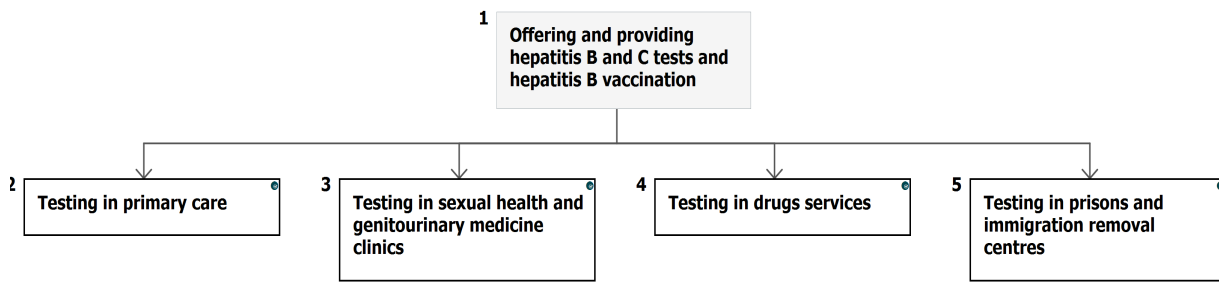 1
Offering and providing
hepatitis B and C tests and
hepatitis B vaccination
2
Testing in primary care
3
Testing in sexual health and
genitourinary medicine
clinics
4
Testing in drugs services
5
Testing in prisons and
immigration removal
centres